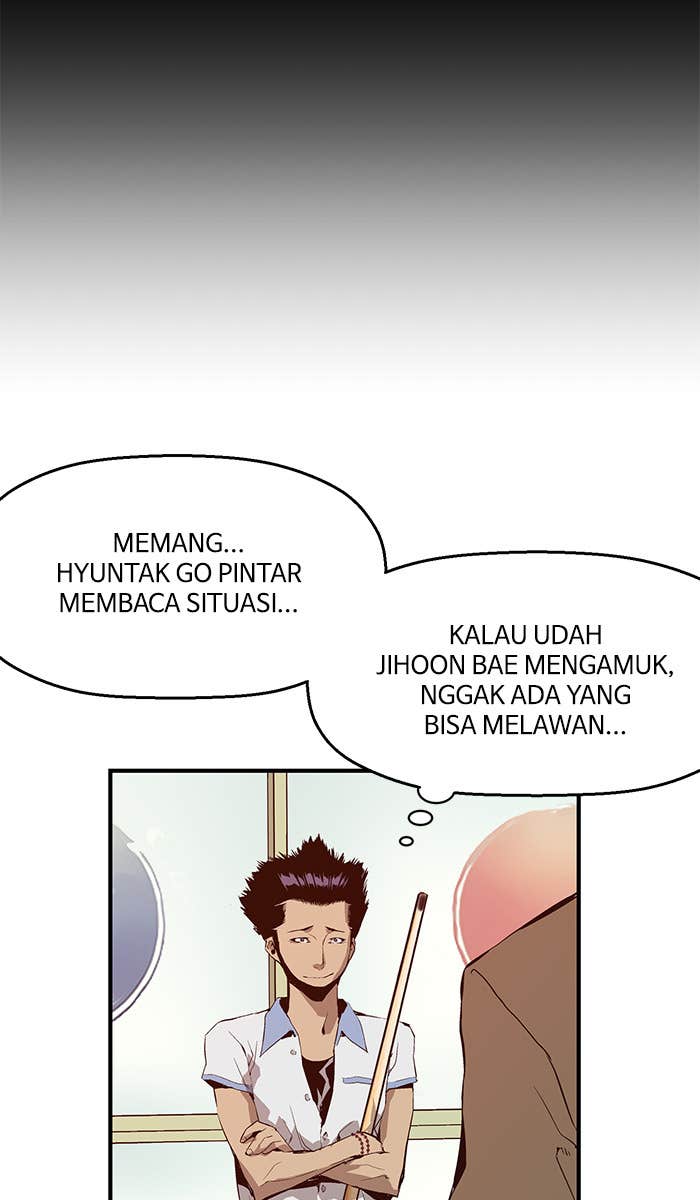 MEMANG...
HYUNTAK GO PINTAR
MEMBACA SITUASI...
KALAU UDAH
JIHOON BAE MENGAMUK,
NGGAK ADA YANG
BISA MELAWAN...